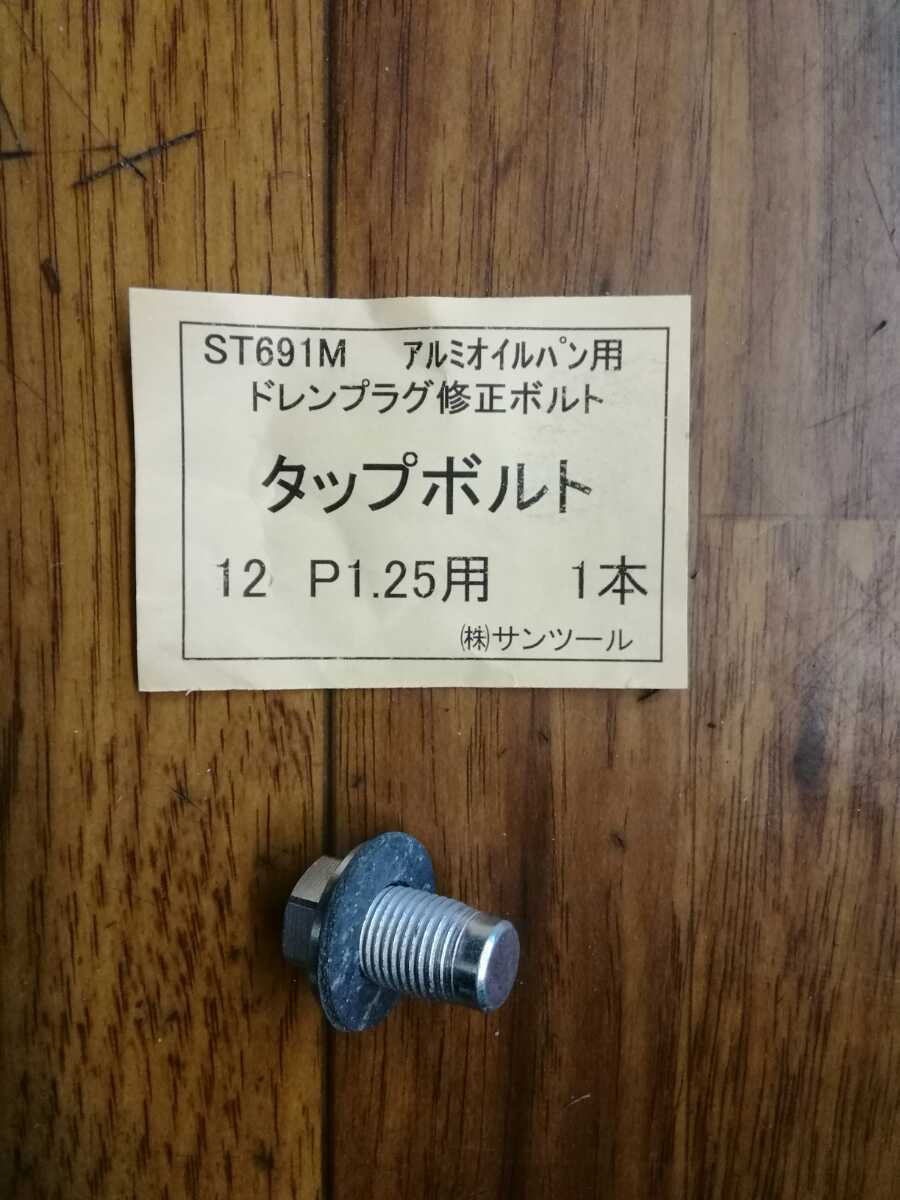 ST691M アルミオイルパン用
ドレンプラグ修正ボルト
タップボルト
12 P1.25用 1本
㈱サンツール